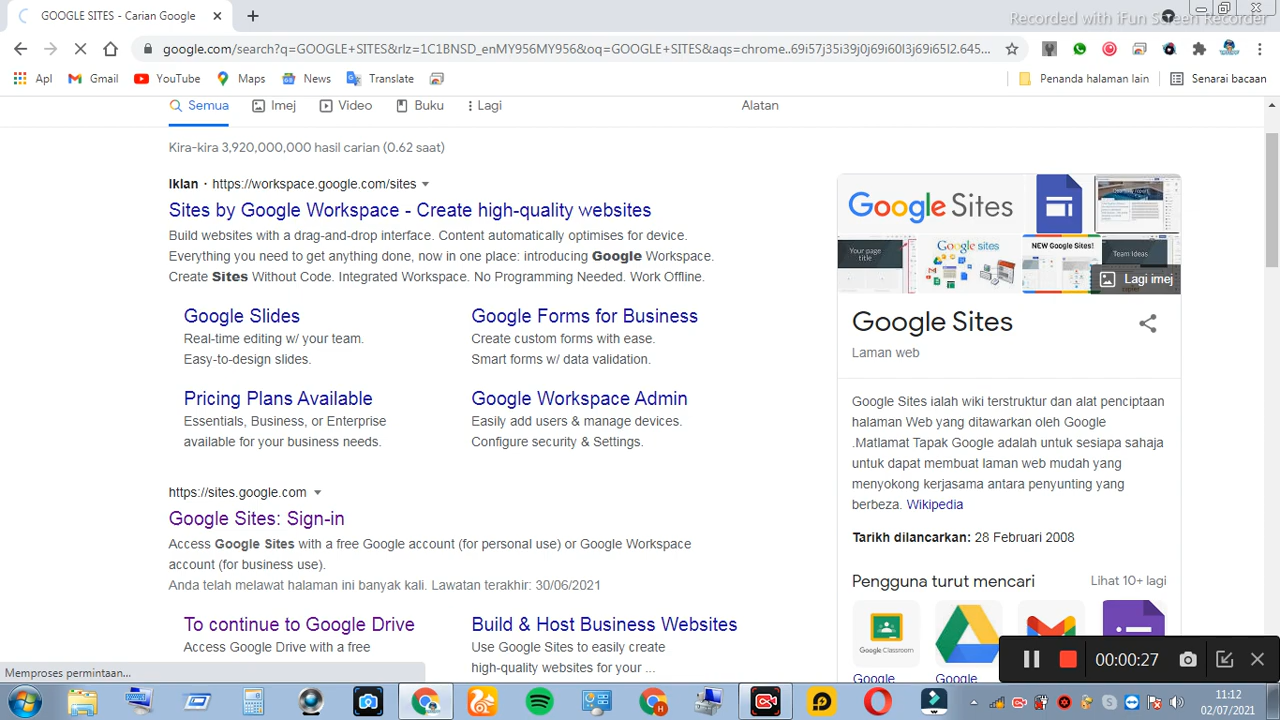 GOOGLE SITES - Carian Google
Recorded with iFun Screen Recorder
google.com/search?q=GOOGLE+SITES&rlz=1C1BNSD_enMY956MY956&oq=GOOGLE+SITES&aqs=chrome..69i57j35i39j0j69i60l3j69i65l2.645...
Apl
Gmail
YouTube
Maps
News
Translate
Penanda halaman lain
Senarai bacaan
Semua
Imej
Video
Buku
Lagi
Alatan
Kira-kira 3,920,000,000 hasil carian (0.62 saat)
Iklan · https://workspace.google.com/sites
Sites by Google Workspace - Create high-quality websites
Build websites with a drag-and-drop interface. Content automatically optimises for device.
Everything you need to get anything done, now in one place: introducing Google Workspace.
Create Sites Without Code. Integrated Workspace. No Programming Needed. Work Offline.
Google Slides
Real-time editing w/ your team.
Easy-to-design slides.
Google Forms for Business
Create custom forms with ease.
Smart forms w/ data validation.
Pricing Plans Available
Essentials, Business, or Enterprise
available for your business needs.
Google Workspace Admin
Easily add users & manage devices.
Configure security & Settings.
https://sites.google.com
Google Sites: Sign-in
Access Google Sites with a free Google account (for personal use) or Google Workspace
account (for business use).
Anda telah melawat halaman ini banyak kali. Lawatan terakhir: 30/06/2021
To continue to Google Drive
Access Google Drive with a free
Build & Host Business Websites
Use Google Sites to easily create
high-quality websites for your ...
Google Sites
Your page
title
Google sites
NEW Google Sites!
Team Ideas
Lagi imej
Google Sites
Laman web
Google Sites ialah wiki terstruktur dan alat penciptaan
halaman Web yang ditawarkan oleh Google
.Matlamat Tapak Google adalah untuk sesiapa sahaja
untuk dapat membuat laman web mudah yang
menyokong kerjasama antara penyunting yang
berbeza. Wikipedia
Tarikh dilancarkan: 28 Februari 2008
Pengguna turut mencari
Lihat 10+ lagi
Google Classroom
Google
Google
00:00:27
Memproses permintaan...
11:12
02/07/2021